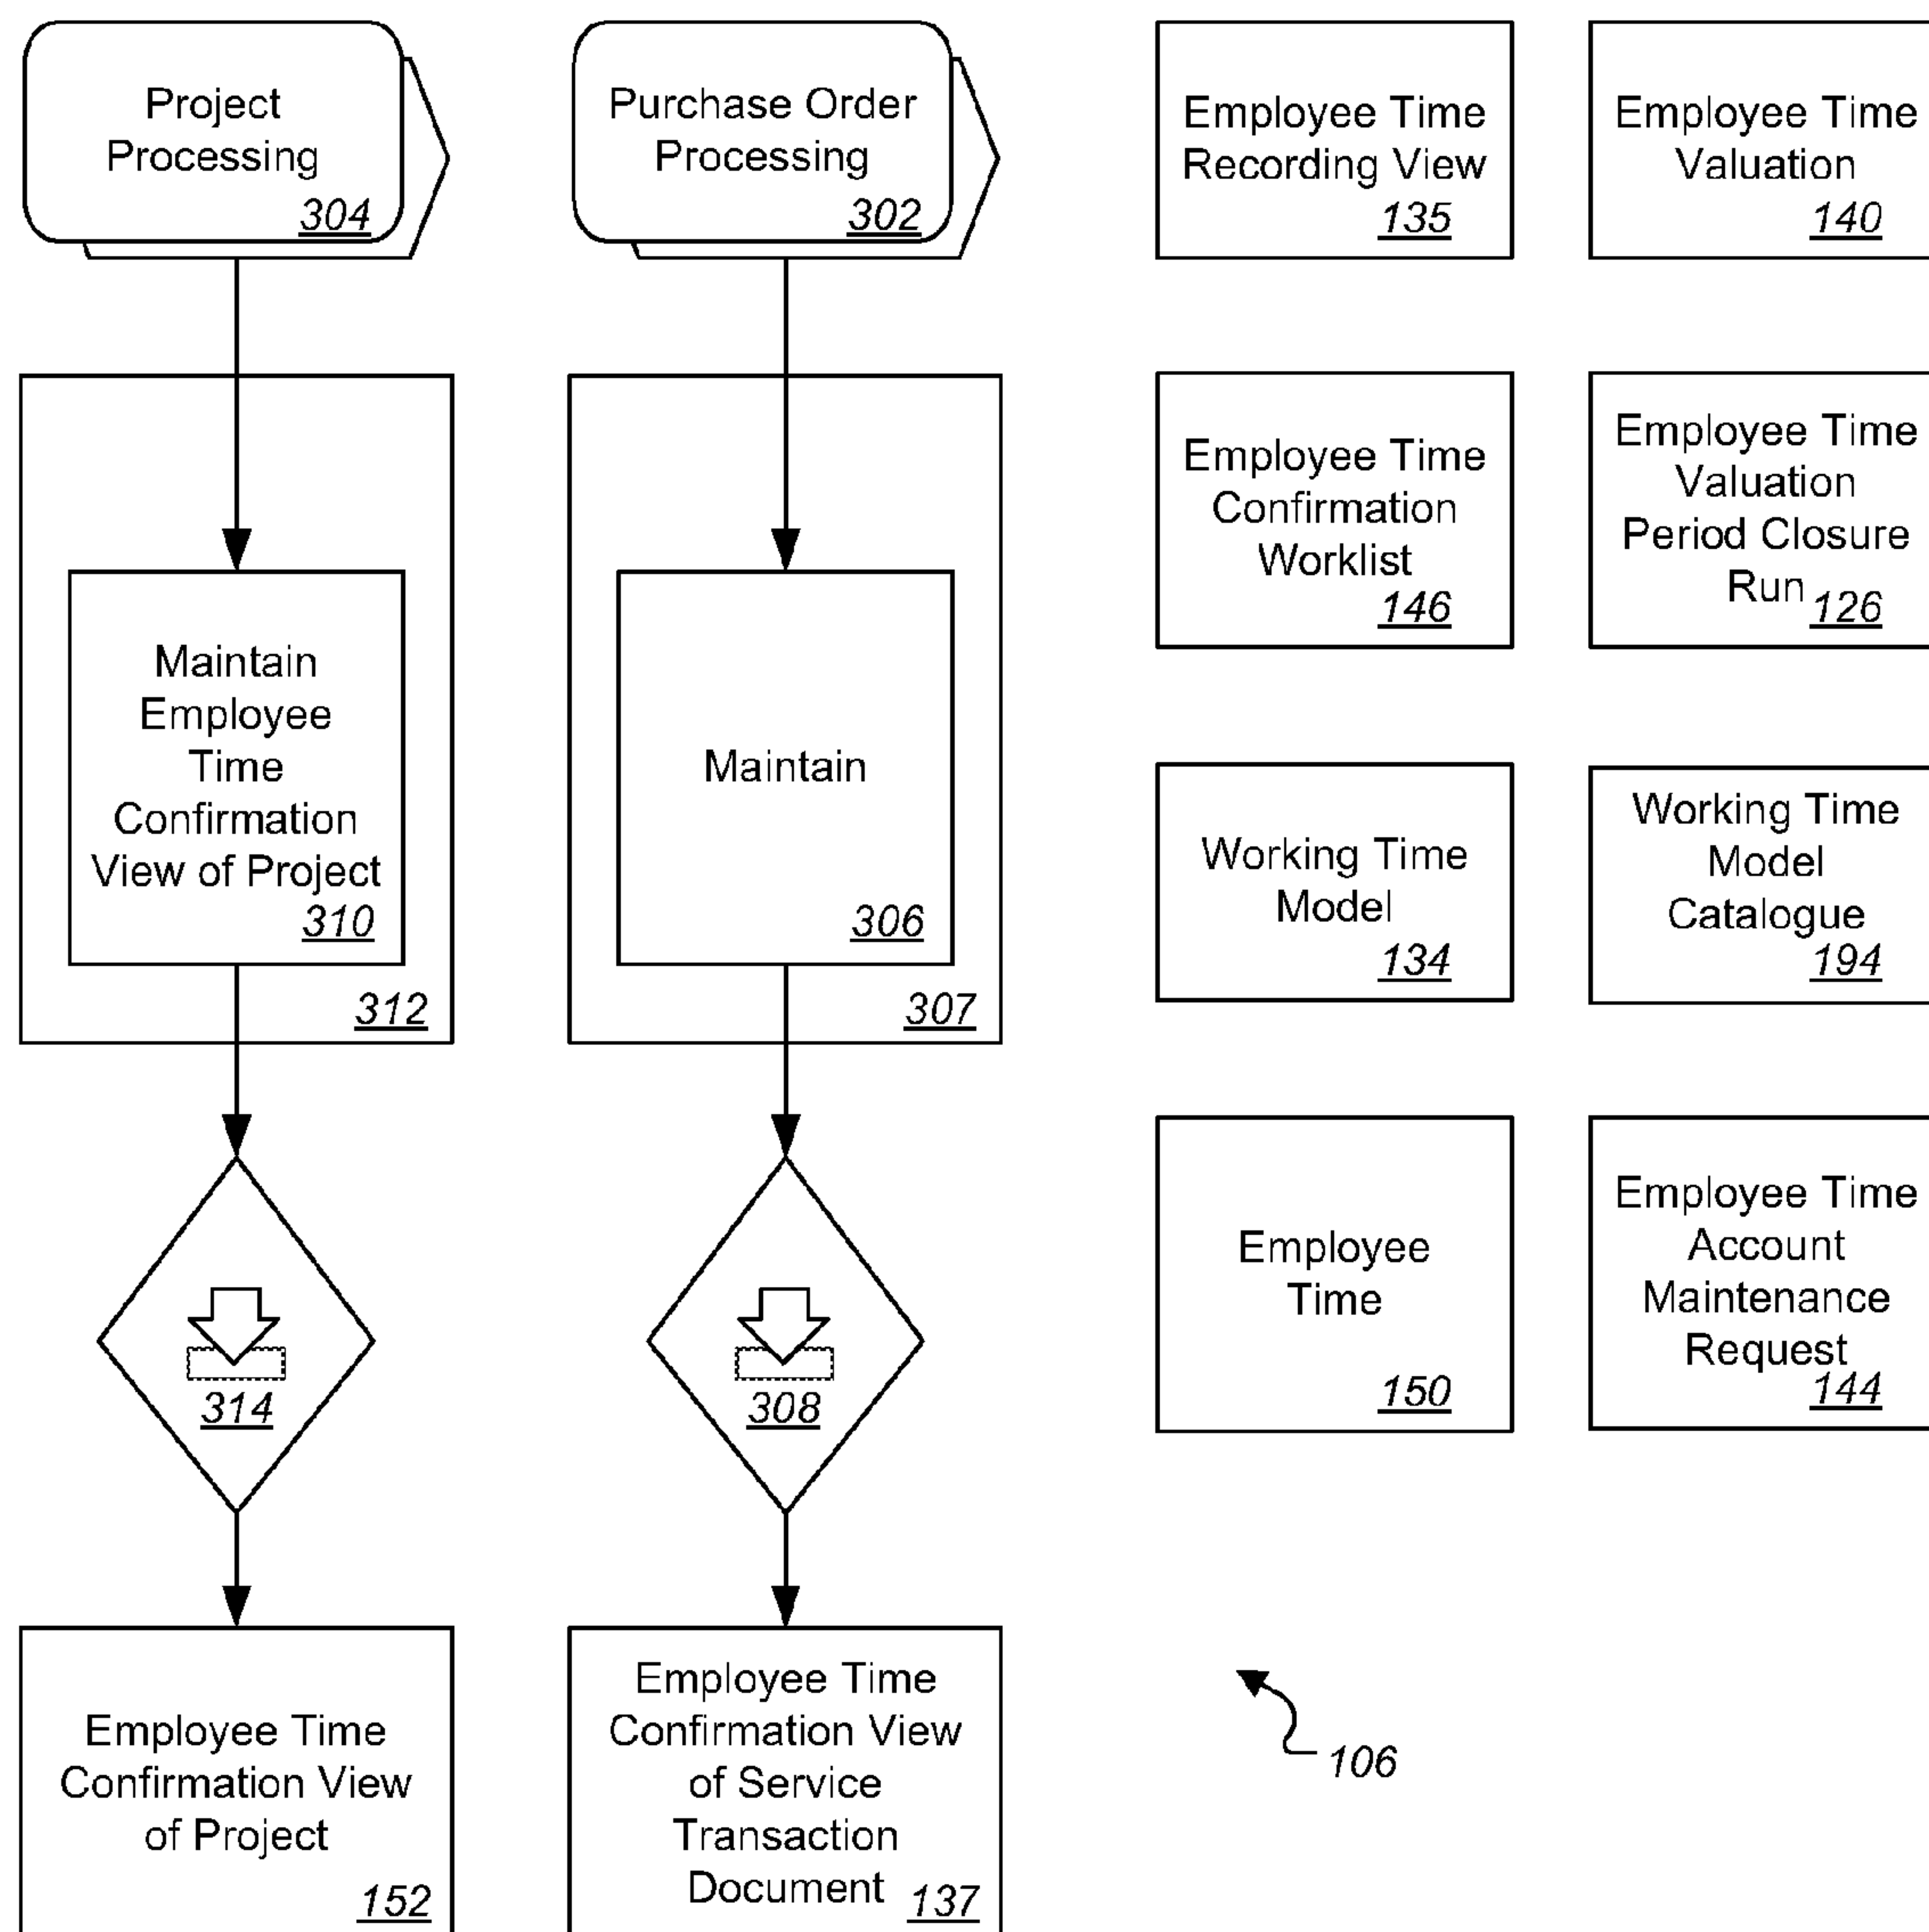 Project
Processing
304
Purchase Order
Processing
302
Employee Time
Recording View
135
Employee Time
Valuation
140
Maintain
Employee
Time
Confirmation
View of Project
310
312
Maintain
306
307
Employee Time
Confirmation
Worklist
146
Employee Time
Valuation
Period Closure
Run
126
Working Time
Model
134
Working Time
Model
Catalogue
194
314
308
Employee
Time
150
Employee Time
Account
Maintenance
Request
144
Employee Time
Confirmation View
of Project
152
Employee Time
Confirmation View
of Service
Transaction
Document
137
106